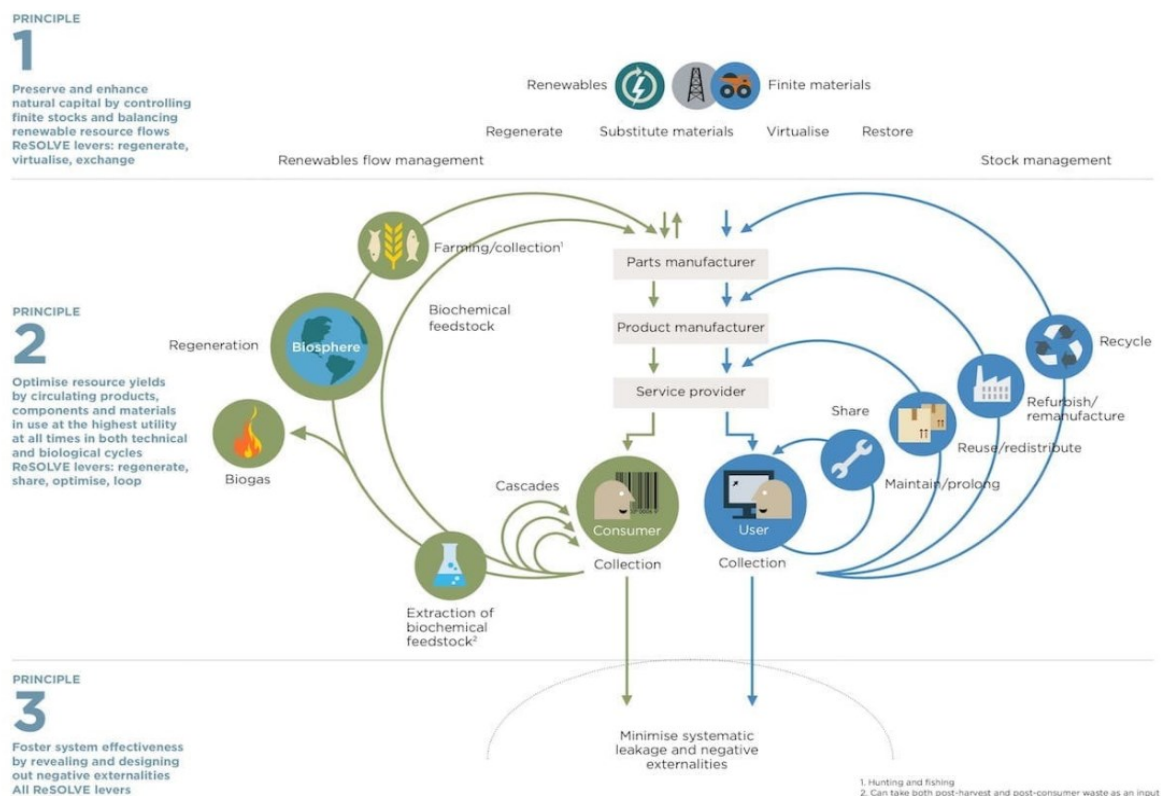 PRINCIPLE
1
Preserve and enhance
natural capital by controlling
finite stocks and balancing
renewable resource flows
ReSOLVE levers: regenerate,
virtualise, exchange
Renewables
Finite materials
Regenerate
Substitute materials
Virtualise
Restore
Renewables flow management
Stock management
PRINCIPLE
2
Optimise resource yields
by circulating products,
components and materials
in use at the highest utility
at all times in both technical
and biological cycles
ReSOLVE levers: regenerate,
share, optimise, loop
Farming/collection¹
Biochemical
feedstock
Regeneration
Biosphere
Biogas
Cascades
Extraction of
biochemical
feedstock²
Parts manufacturer
Product manufacturer
Service provider
Consumer
Collection
User
Collection
Share
Maintain/prolong
Reuse/redistribute
Refurbish/
remanufacture
Recycle
PRINCIPLE
3
Foster system effectiveness
by revealing and designing
out negative externalities
All ReSOLVE levers
Minimise systematic
leakage and negative
externalities
1. Hunting and fishing
2. Can take both post-harvest and post-consumer waste as an input